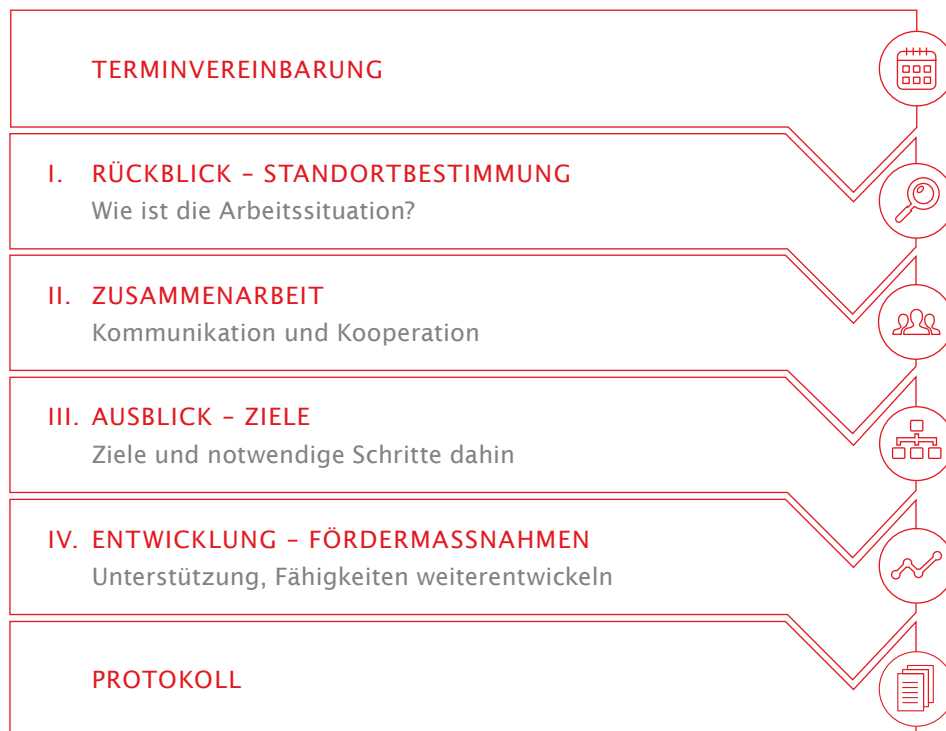 TERMINVEREINBARUNG
I. RÜCKBLICK – STANDORTBESTIMMUNG
Wie ist die Arbeitssituation?
II. ZUSAMMENARBEIT
Kommunikation und Kooperation
III. AUSBLICK – ZIELE
Ziele und notwendige Schritte dahin
IV. ENTWICKLUNG – FÖRDERMASSNAHMEN
Unterstützung, Fähigkeiten weiterentwickeln
PROTOKOLL